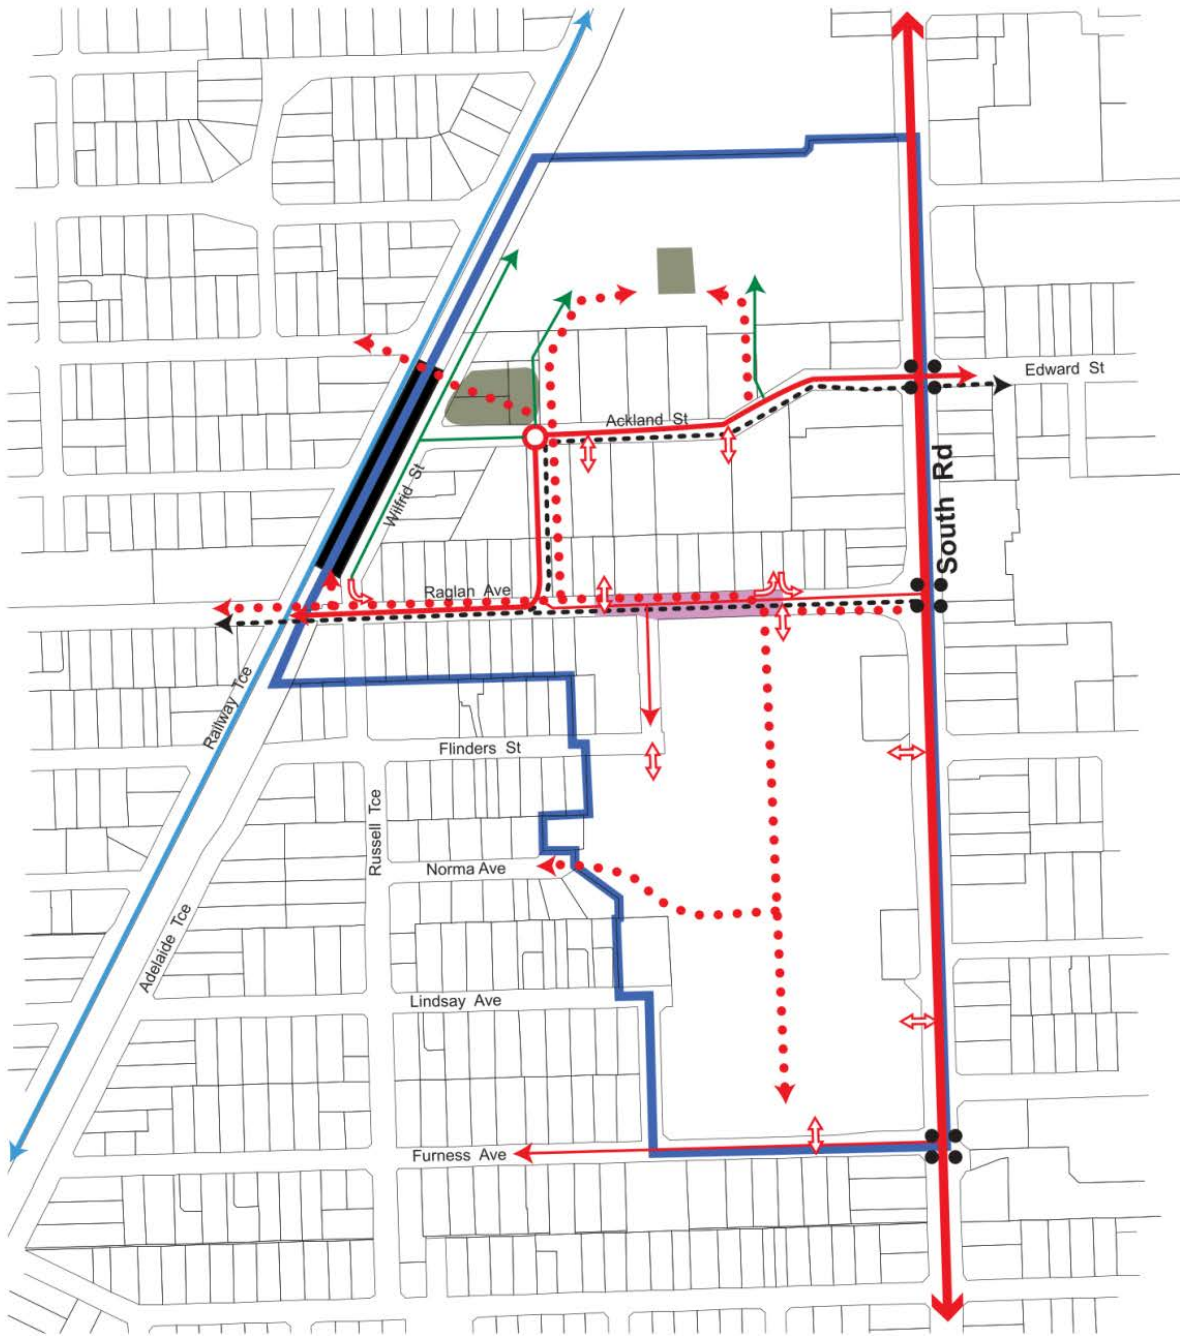 Edward St
Ackland St
South Rd
Wilfrid St
Raglan Ave
Railway Tce
Flinders St
Russell Tce
Norma Ave
Adelaide Tce
Lindsay Ave
Furness Ave